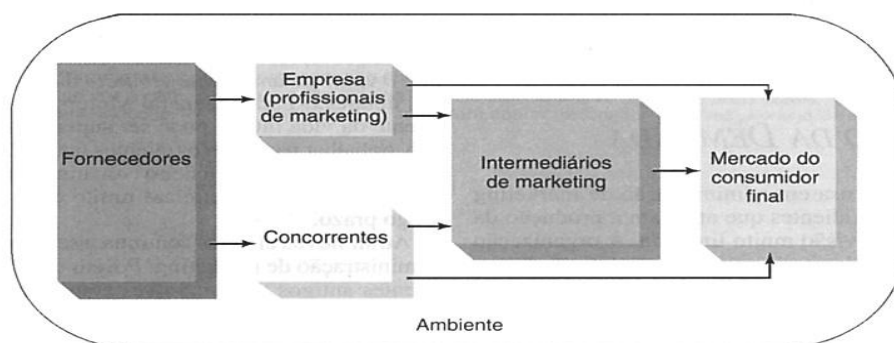 Fornecedores
Empresa
(profissionais
de marketing)
Concorrentes
Intermediários
de marketing
Mercado do
consumidor
final
Ambiente